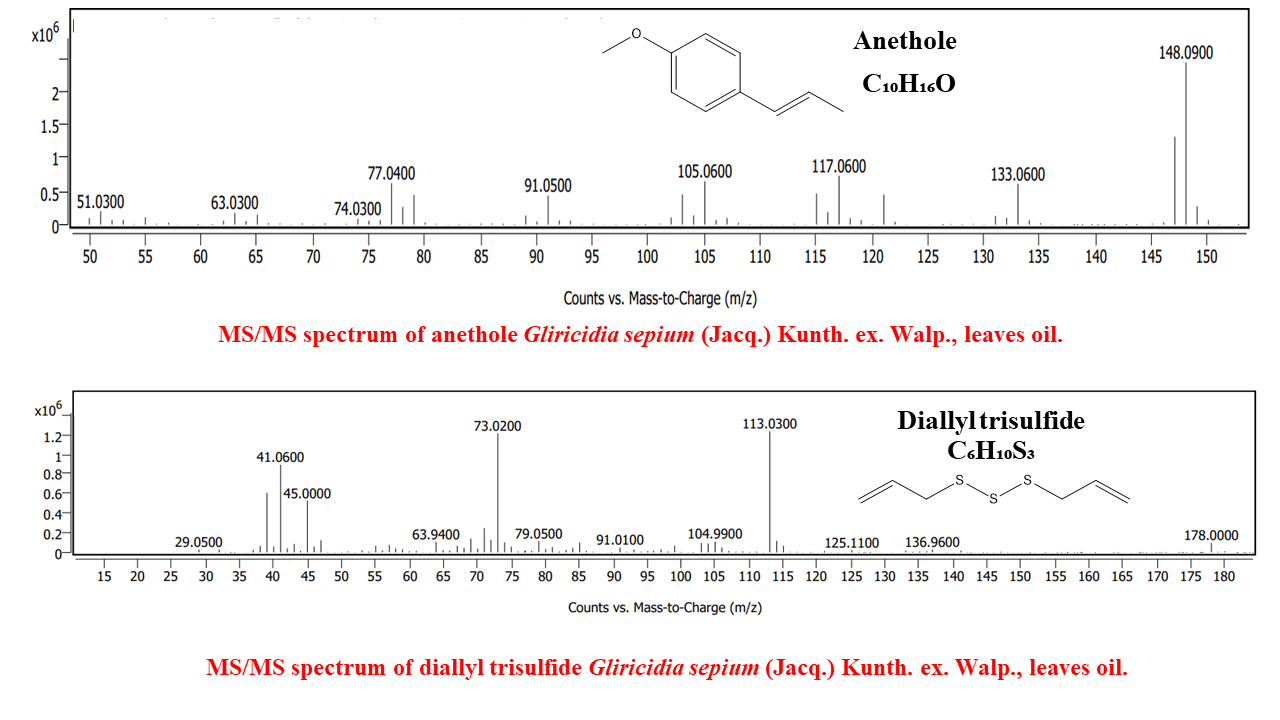 x10⁶
Anethole
C₁₀H₁₆O
O
148.0900
2
1.5
1
0.5
0
51.0300
63.0300
74.0300
77.0400
91.0500
105.0600
117.0600
133.0600
50 55 60 65 70 75 80 85 90 95 100 105 110 115 120 125 130 135 140 145 150
Counts vs. Mass-to-Charge (m/z)
MS/MS spectrum of anethole Gliricidia sepium (Jacq.) Kunth. ex. Walp., leaves oil.
x10⁶
Diallyl trisulfide
C₆H₁₀S₃
S S S
1.2
1
0.8
0.6
0.4
0.2
0
29.0500
41.0600
45.0000
63.9400
73.0200
79.0500
91.0100
104.9900
113.0300
125.1100
136.9600
178.0000
15 20 25 30 35 40 45 50 55 60 65 70 75 80 85 90 95 100 105 110 115 120 125 130 135 140 145 150 155 160 165 170 175 180
Counts vs. Mass-to-Charge (m/z)
MS/MS spectrum of diallyl trisulfide Gliricidia sepium (Jacq.) Kunth. ex. Walp., leaves oil.